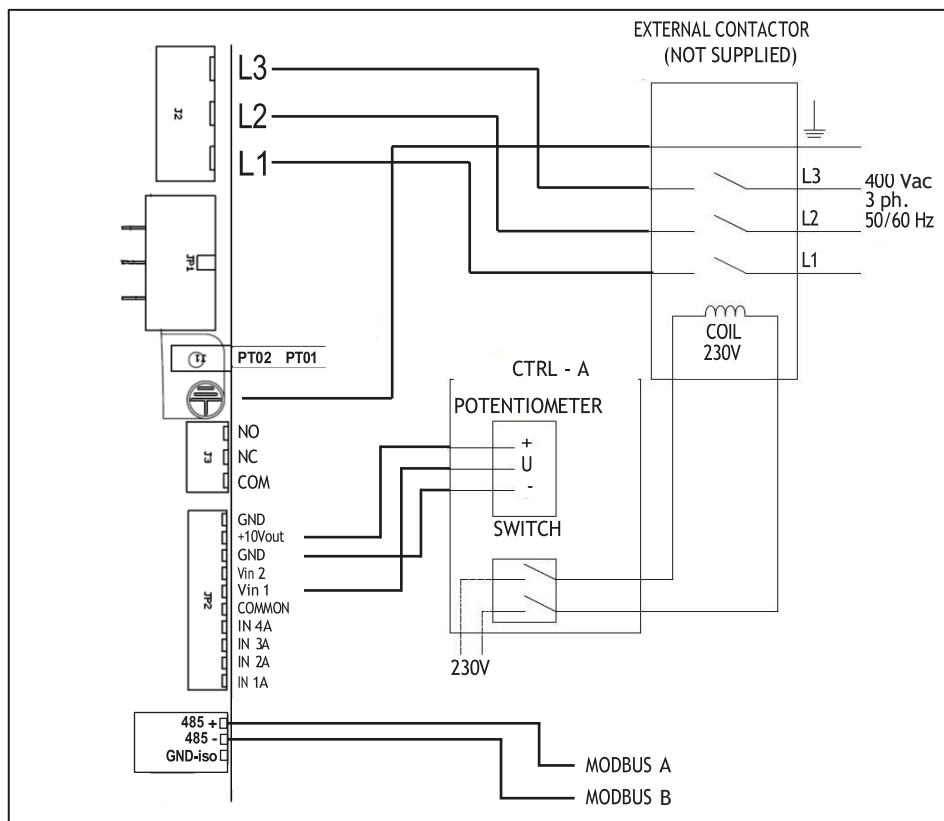 EXTERNAL CONTACTOR
(NOT SUPPLIED)
J2
L3
L2
L1
L3
L2
L1
400 Vac
3 ph.
50/60 Hz
JP1
COIL
230V
J1
PT02 PT01
CTRL - A
POTENTIOMETER
+
U
-
SWITCH
230V
J3
NO
NC
COM
JP2
GND
+10Vout
GND
Vin 2
Vin 1
COMMON
IN 4A
IN 3A
IN 2A
IN 1A
485 +
485 -
GND-iso
MODBUS A
MODBUS B